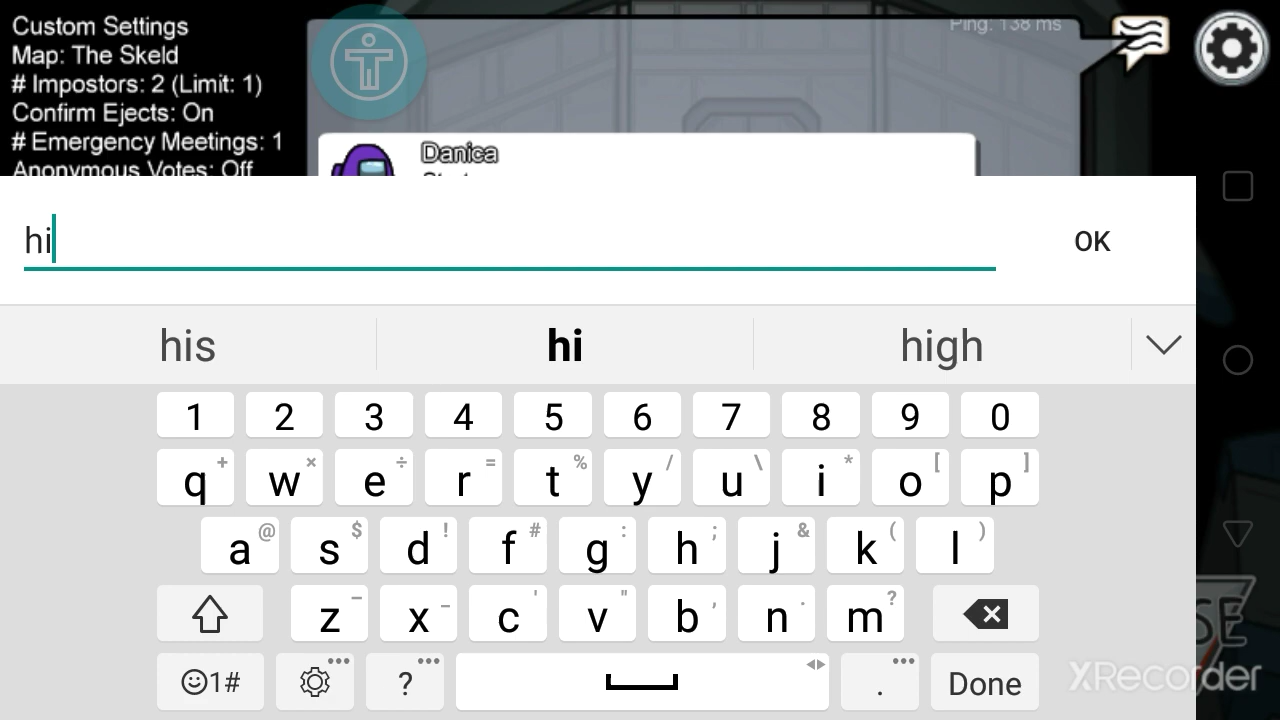 Custom Settings
Map: The Skeld
# Impostors: 2 (Limit: 1)
Confirm Ejects: On
# Emergency Meetings: 1
Anonymous Votes: Off
Ping: 138 ms
Danica
hi
OK
his hi high
1 2 3 4 5 6 7 8 9 0
q + w × e ÷ r = t % y / u \ i * o [ p ]
a @ s $ d ! f # g : h ; j & k ( l )
z – x _ c ' v " b , n . m ?
1# ? . Done
XRecorder